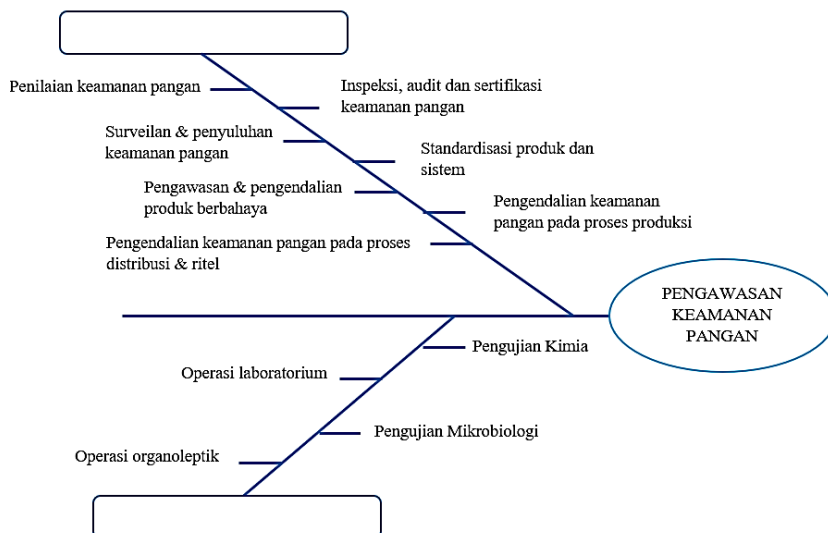 Penilaian keamanan pangan
Inspeksi, audit dan sertifikasi
keamanan pangan
Surveilan & penyuluhan
keamanan pangan
Standardisasi produk dan
sistem
Pengawasan & pengendalian
produk berbahaya
Pengendalian keamanan
pangan pada proses produksi
Pengendalian keamanan pangan pada proses
distribusi & ritel
PENGAWASAN
KEAMANAN
PANGAN
Pengujian Kimia
Operasi laboratorium
Pengujian Mikrobiologi
Operasi organoleptik